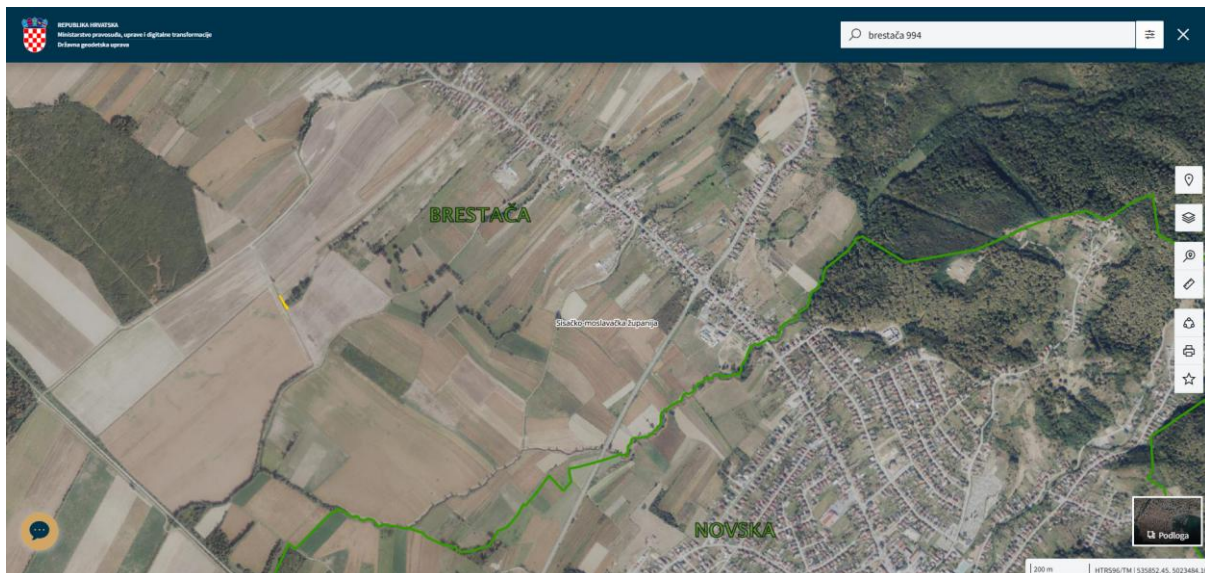 REPUBLIKA HRVATSKA
Ministarstvo pravosuđa, uprave i digitalne transformacije
Državna geodetska uprava
brestača 994
BRESTAČA
Sisačko-moslavačka županija
NOVSKA
Podloga
200 m
HTRS96/TM | 535852.45, 5023484.1